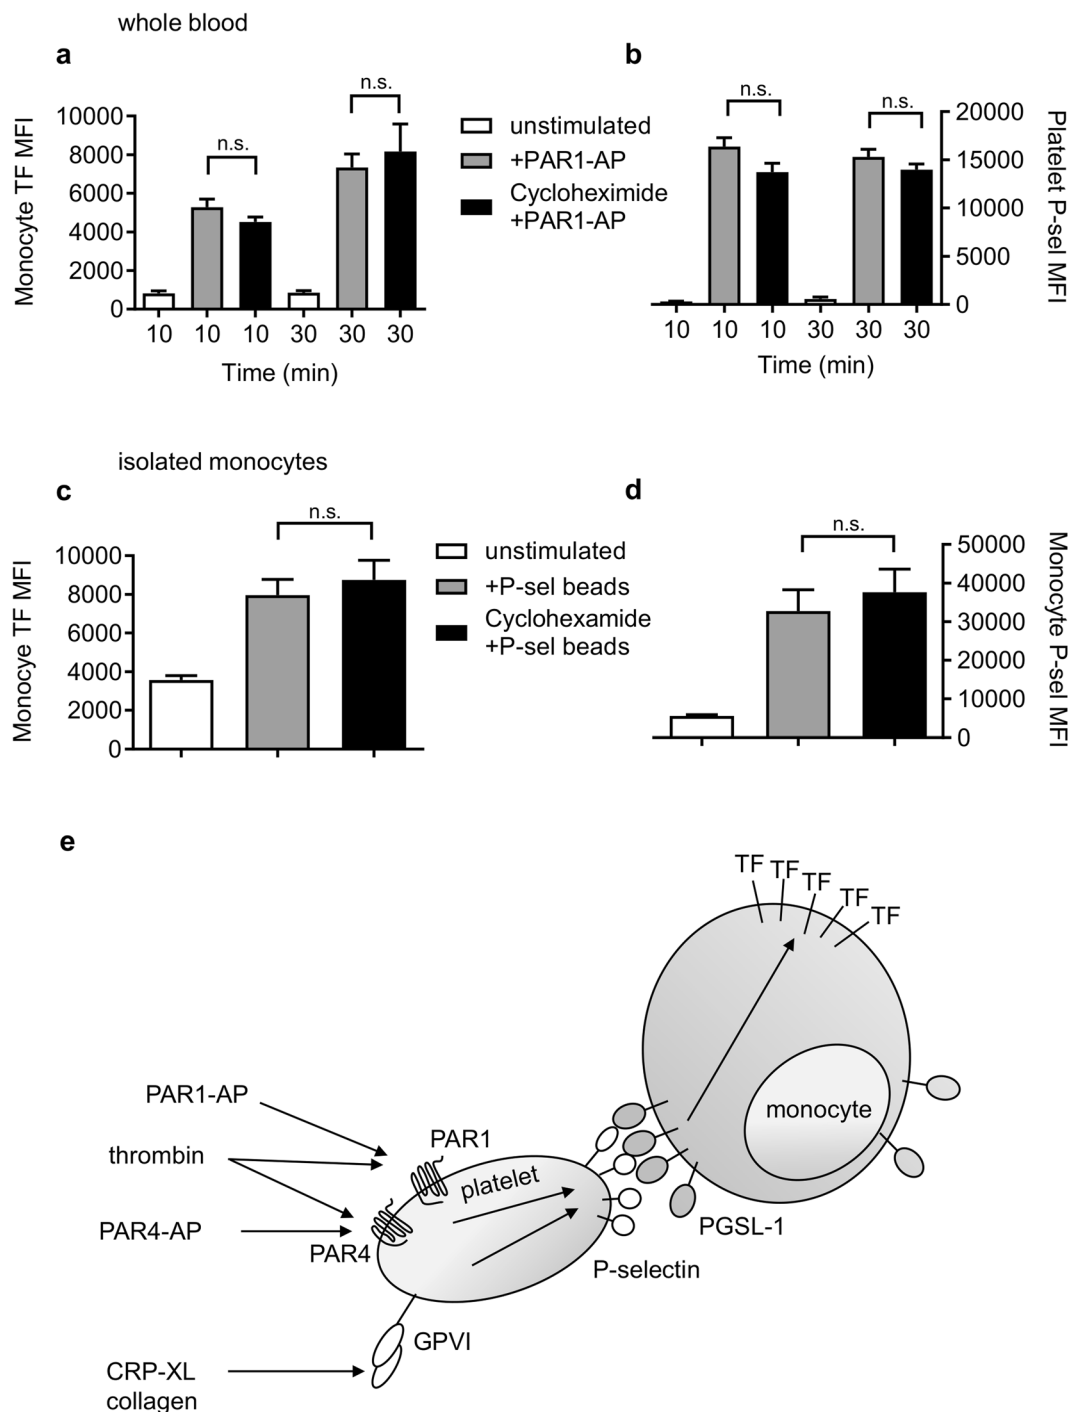 whole blood
a
n.s.
n.s.
10000
8000
6000
4000
2000
0
Monocyte TF MFI
10 10 10 30 30 30
Time (min)
unstimulated
+PAR1-AP
Cycloheximide
+PAR1-AP
b
n.s.
n.s.
20000
15000
10000
5000
0
Platelet P-sel MFI
10 10 10 30 30 30
Time (min)
isolated monocytes
c
n.s.
10000
8000
6000
4000
2000
0
Monocye TF MFI
unstimulated
+P-sel beads
Cyclohexamide
+P-sel beads
d
n.s.
50000
40000
30000
20000
10000
0
Monocyte P-sel MFI
e
TF TF TF TF TF
monocyte
PAR1-AP
PAR1
thrombin
platelet
PAR4-AP
PAR4
PGSL-1
P-selectin
GPVI
CRP-XL
collagen